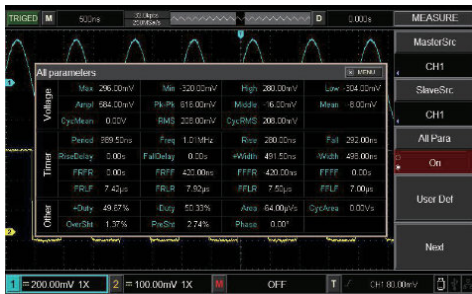 TRIGED M 500ns 32.0kpts 200MSa/s D 0.000s MEASURE
MasterSrc
CH1
SlaveSrc
CH1
All Para
On
User Def
Next
All parameters MENU
Voltage
Max 296.00mV Min -320.00mV High 280.00mV Low -304.00mV
Ampl 584.00mV Pk-Pk 616.00mV Middle -16.00mV Mean -8.00mV
CycMean 0.00V RMS 208.00mV CycRMS 208.00mV
Timer
Period 989.50ns Freq 1.01MHz Rise 280.00ns Fall 292.00ns
RiseDelay 0.00s FallDelay 0.00s +Width 491.50ns -Width 498.00ns
FRFR 0.00s FRFF 420.00ns FFFR 420.00ns FFFF 0.00s
FRLF 7.42μs FRLR 7.92μs FFLR 7.50μs FFLF 7.00μs
Other
+Duty 49.67% -Duty 50.33% Area -64.00μVs CycArea 0.00Vs
OverSht 1.37% PreSht 2.74% Phase 0.00°
1 200.00mV 1X 2 100.00mV 1X M OFF T CH1 80.00mV